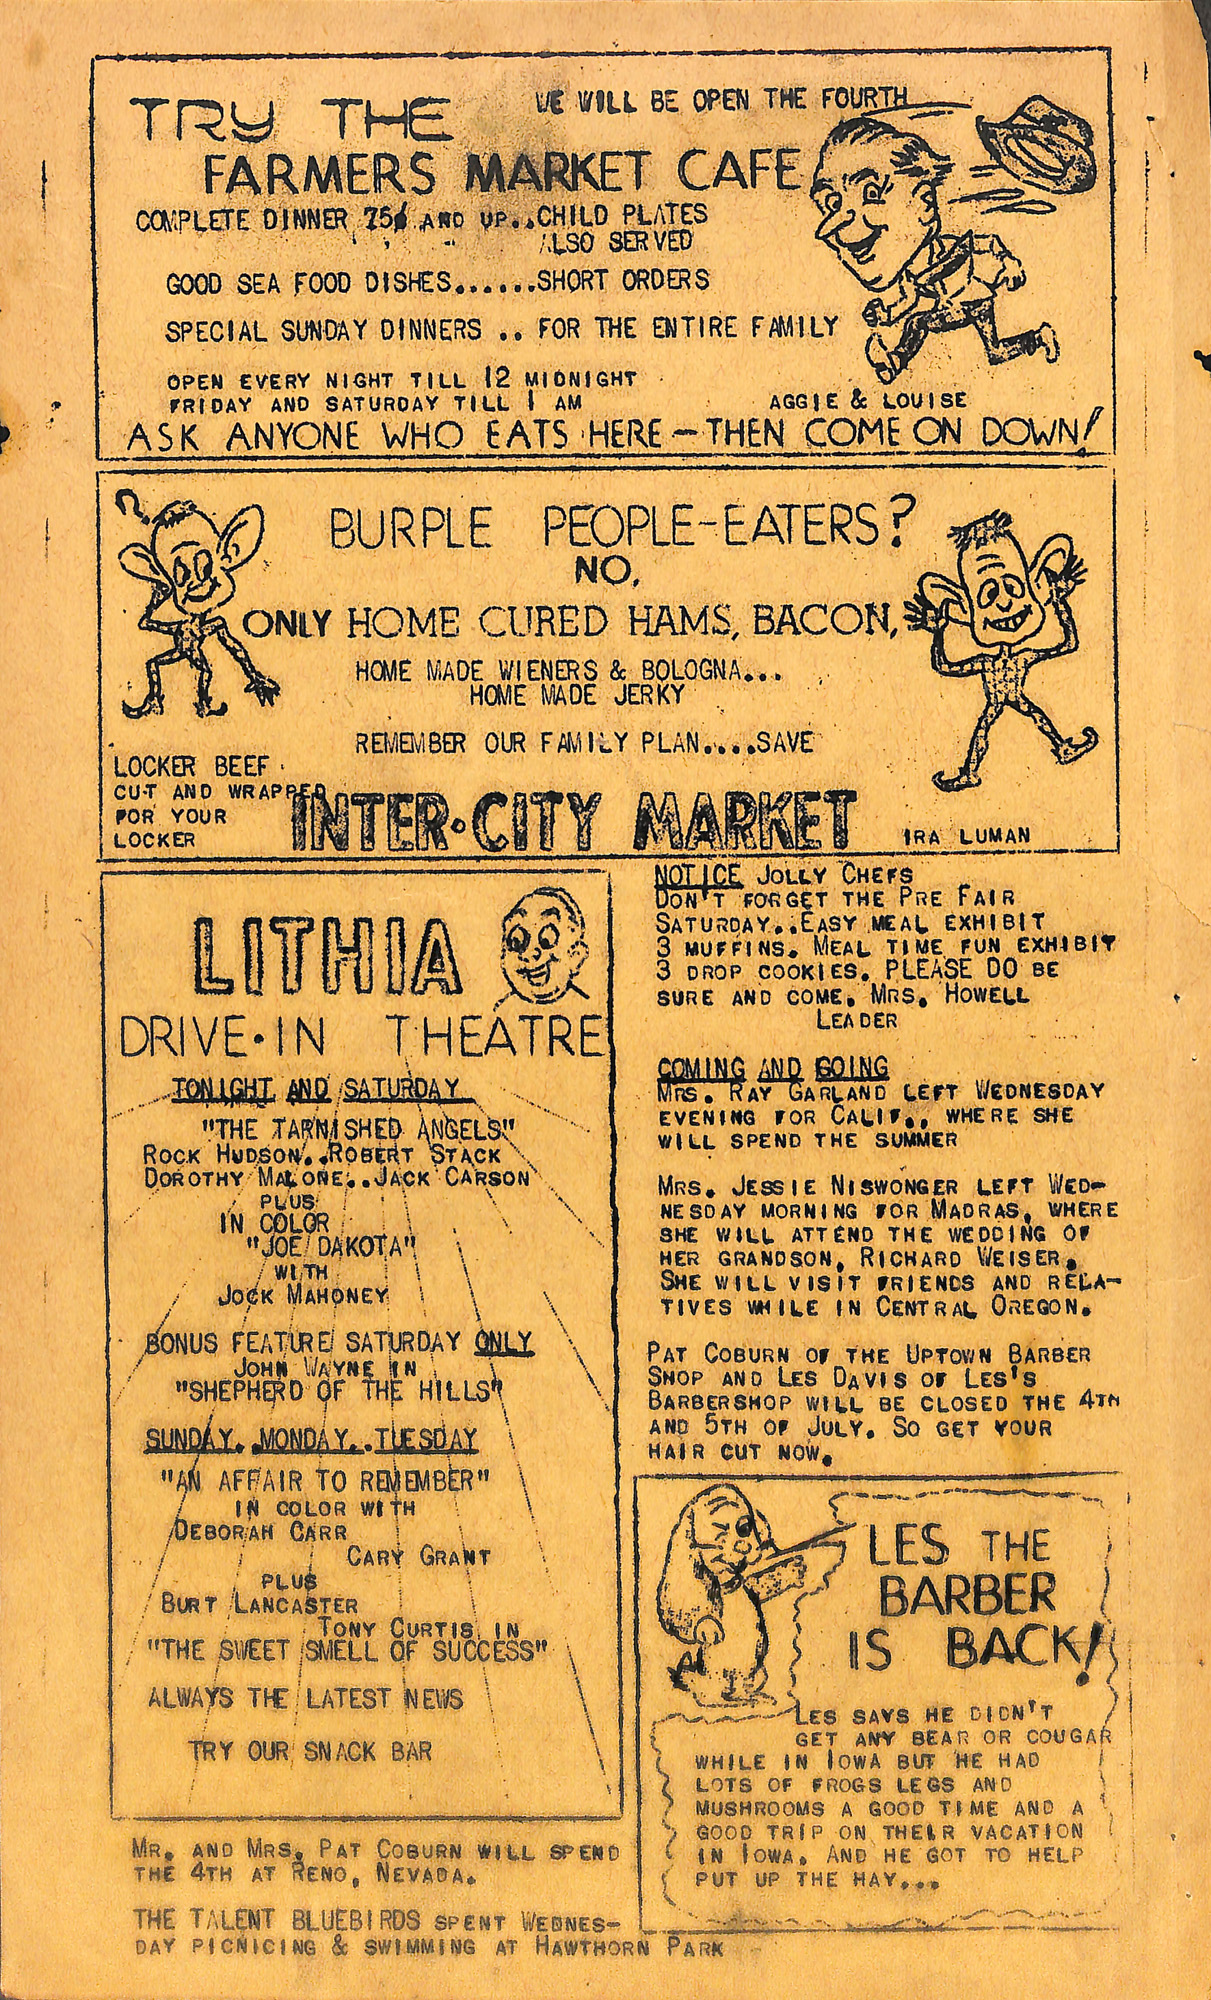 WE WILL BE OPEN THE FOURTH
TRY THE
FARMERS MARKET CAFE
COMPLETE DINNER 75¢ AND UP..CHILD PLATES
ALSO SERVED
GOOD SEA FOOD DISHES......SHORT ORDERS
SPECIAL SUNDAY DINNERS .. FOR THE ENTIRE FAMILY
OPEN EVERY NIGHT TILL 12 MIDNIGHT
FRIDAY AND SATURDAY TILL 1 AM
AGGIE & LOUISE
ASK ANYONE WHO EATS HERE - THEN COME ON DOWN!
?
BURPLE PEOPLE-EATERS?
NO,
ONLY HOME CURED HAMS, BACON,
HOME MADE WIENERS & BOLOGNA...
HOME MADE JERKY
REMEMBER OUR FAMILY PLAN....SAVE
LOCKER BEEF
CUT AND WRAPPED
FOR YOUR
LOCKER
INTER-CITY MARKET
IRA LUMAN
LITHIA
DRIVE-IN THEATRE
TONIGHT AND SATURDAY
"THE TARNISHED ANGELS"
ROCK HUDSON..ROBERT STACK
DOROTHY MALONE..JACK CARSON
PLUS
IN COLOR
"JOE DAKOTA"
WITH
JOCK MAHONEY
BONUS FEATURE SATURDAY ONLY
JOHN WAYNE IN
"SHEPHERD OF THE HILLS"
SUNDAY..MONDAY..TUESDAY
"AN AFFAIR TO REMEMBER"
IN COLOR WITH
DEBORAH CARR
CARY GRANT
PLUS
BURT LANCASTER
TONY CURTIS IN
"THE SWEET SMELL OF SUCCESS"
ALWAYS THE LATEST NEWS
TRY OUR SNACK BAR
MR. AND MRS. PAT COBURN WILL SPEND
THE 4TH AT RENO, NEVADA.
THE TALENT BLUEBIRDS SPENT WEDNES-
DAY PICNICING & SWIMMING AT HAWTHORN PARK
NOTICE JOLLY CHEFS
DON'T FORGET THE PRE FAIR
SATURDAY..EASY MEAL EXHIBIT
3 MUFFINS. MEAL TIME FUN EXHIBIT
3 DROP COOKIES. PLEASE DO BE
SURE AND COME. MRS. HOWELL
LEADER
COMING AND GOING
MRS. RAY GARLAND LEFT WEDNESDAY
EVENING FOR CALIF., WHERE SHE
WILL SPEND THE SUMMER
MRS. JESSIE NISWONGER LEFT WED-
NESDAY MORNING FOR MADRAS, WHERE
SHE WILL ATTEND THE WEDDING OF
HER GRANDSON, RICHARD WEISER.
SHE WILL VISIT FRIENDS AND RELA-
TIVES WHILE IN CENTRAL OREGON.
PAT COBURN OF THE UPTOWN BARBER
SHOP AND LES DAVIS OF LES'S
BARBERSHOP WILL BE CLOSED THE 4TH
AND 5TH OF JULY. SO GET YOUR
HAIR CUT NOW.
LES THE
BARBER
IS BACK!
LES SAYS HE DIDN'T
GET ANY BEAR OR COUGAR
WHILE IN IOWA BUT HE HAD
LOTS OF FROGS LEGS AND
MUSHROOMS A GOOD TIME AND A
GOOD TRIP ON THEIR VACATION
IN IOWA. AND HE GOT TO HELP
PUT UP THE HAY...